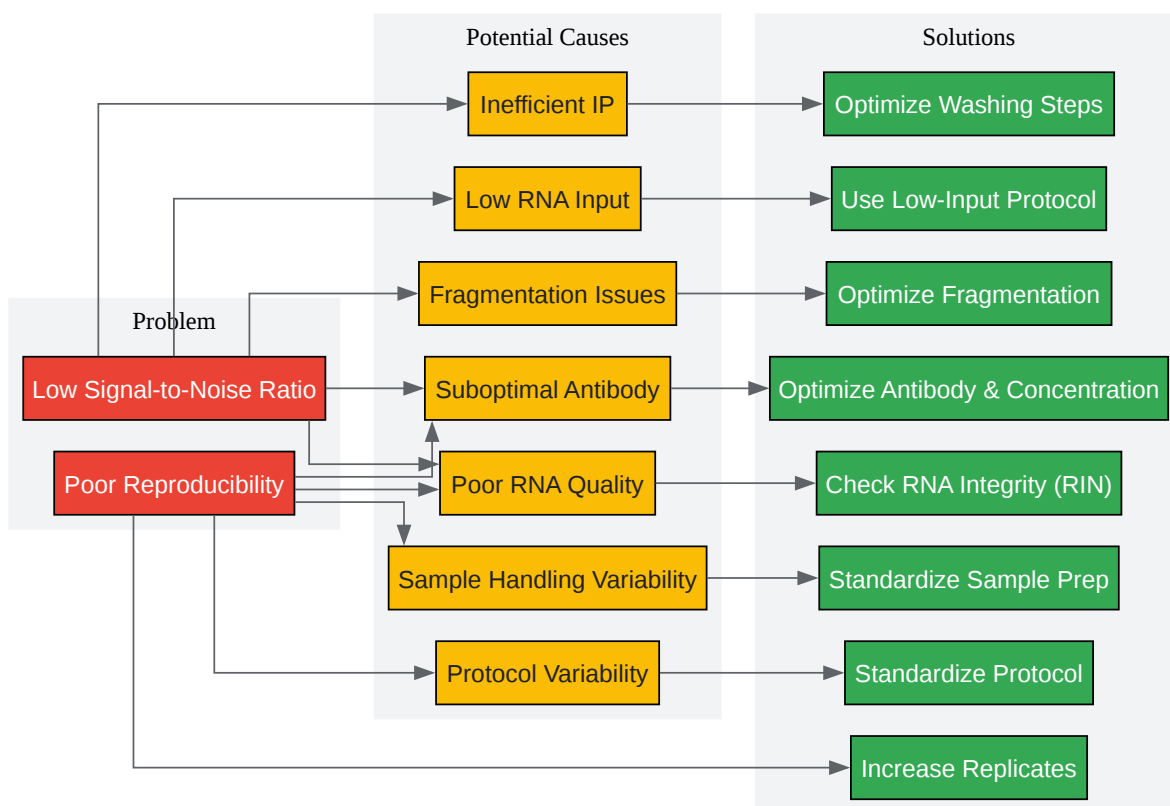 Potential Causes
Solutions
Inefficient IP
Optimize Washing Steps
Low RNA Input
Use Low-Input Protocol
Fragmentation Issues
Optimize Fragmentation
Problem
Low Signal-to-Noise Ratio
Suboptimal Antibody
Optimize Antibody & Concentration
Poor Reproducibility
Poor RNA Quality
Check RNA Integrity (RIN)
Sample Handling Variability
Standardize Sample Prep
Protocol Variability
Standardize Protocol
Increase Replicates